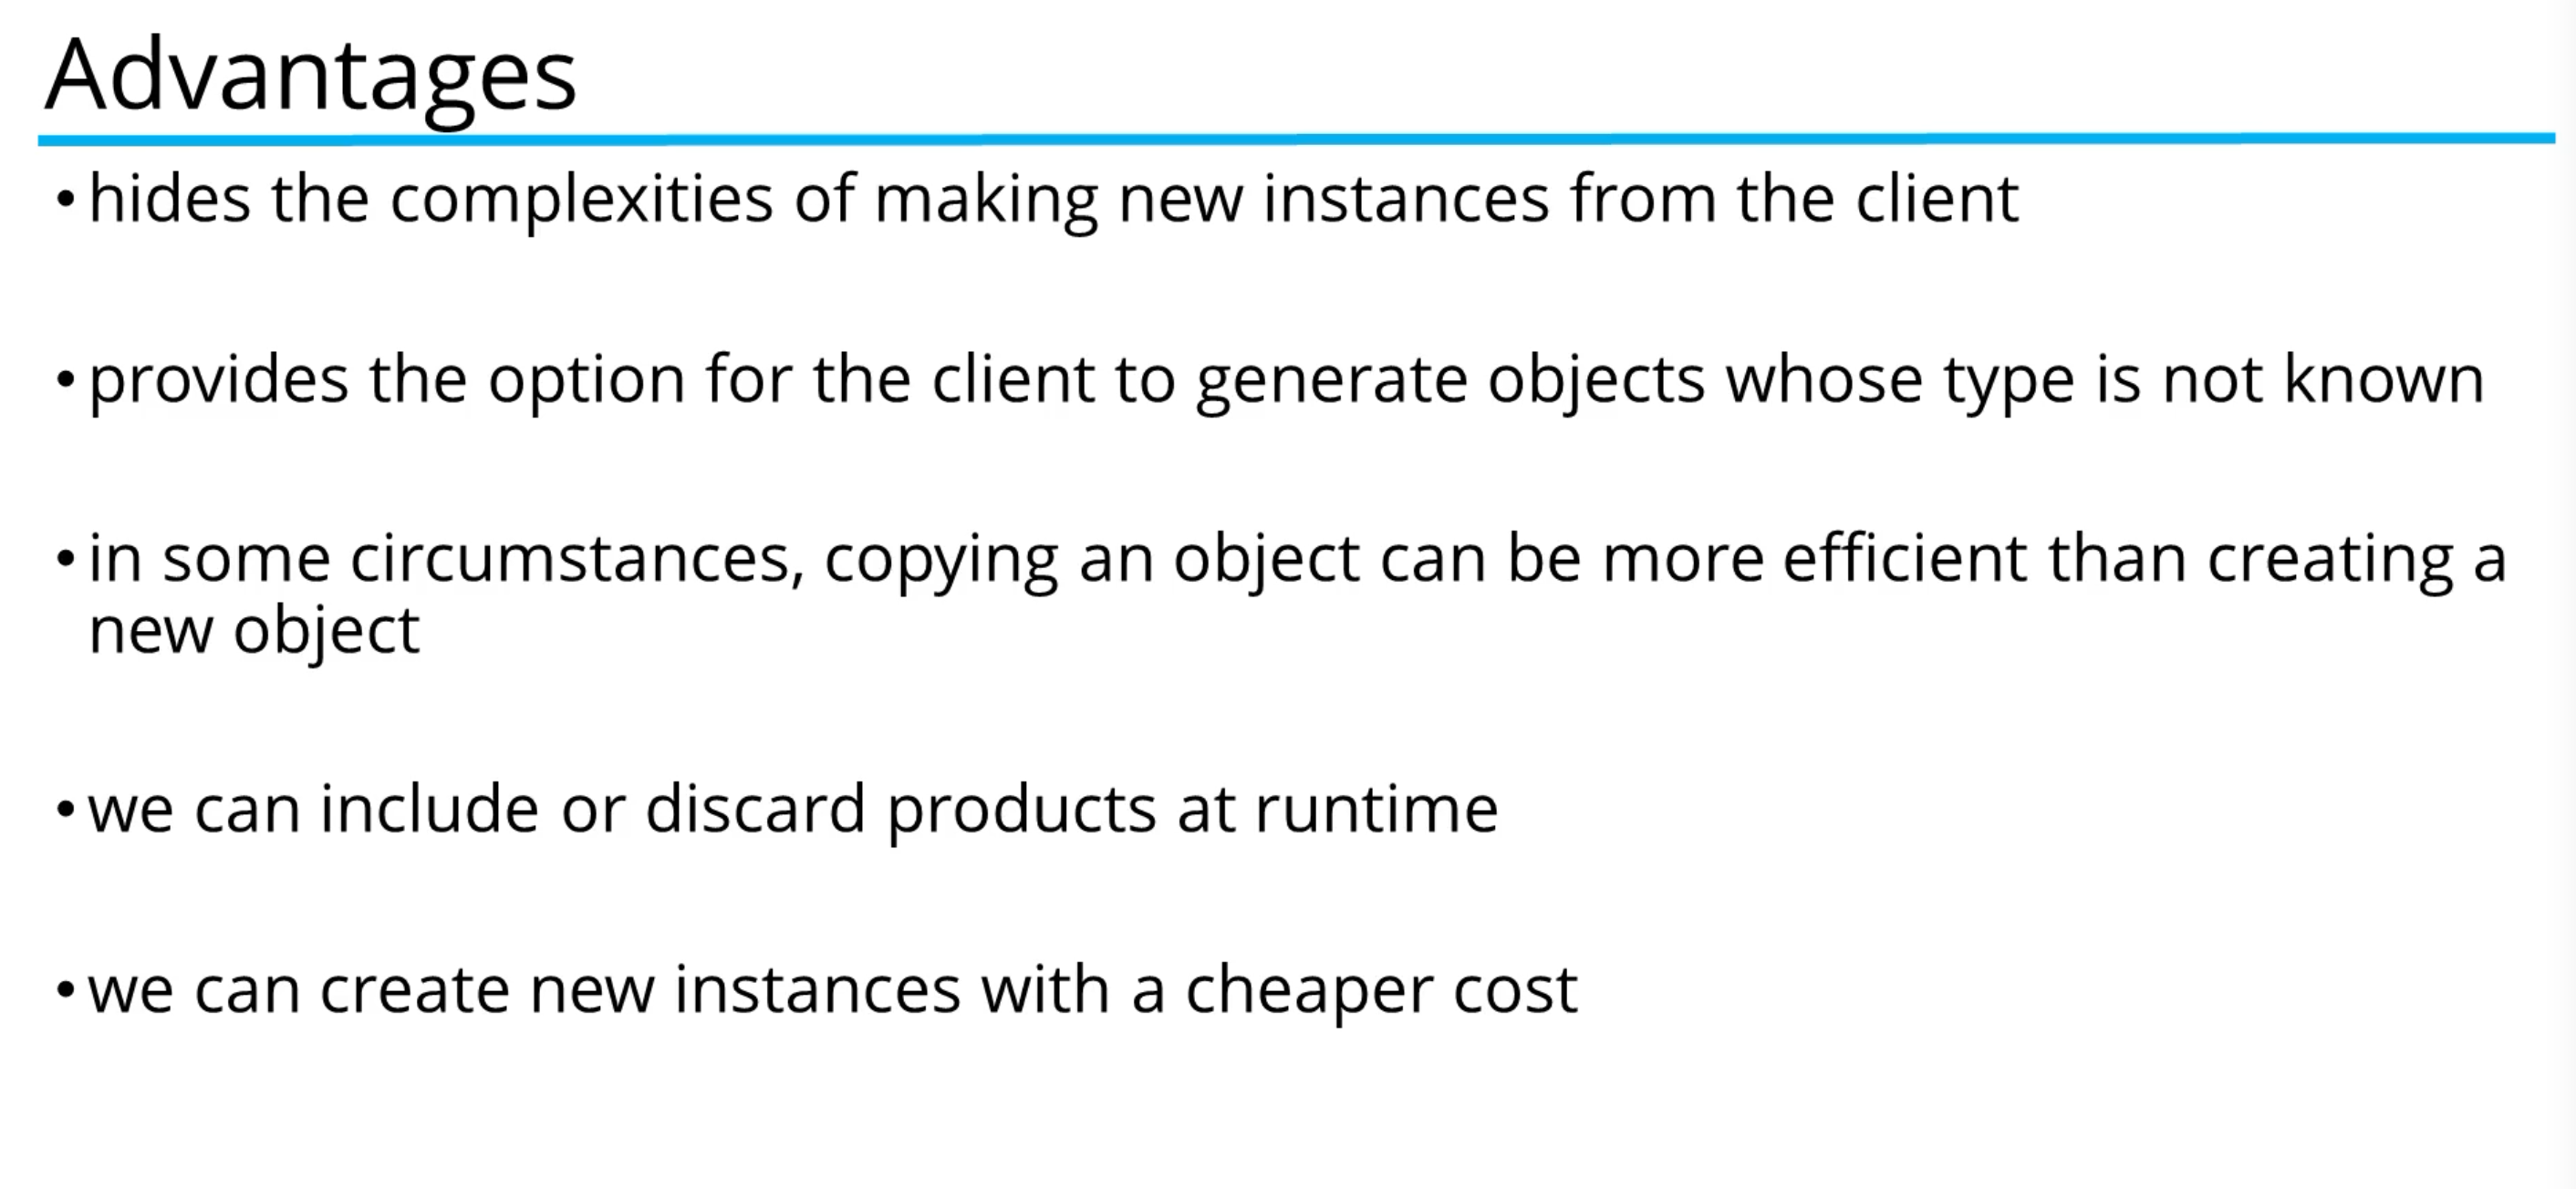 Advantages
• hides the complexities of making new instances from the client
• provides the option for the client to generate objects whose type is not known
• in some circumstances, copying an object can be more efficient than creating a
new object
• we can include or discard products at runtime
• we can create new instances with a cheaper cost